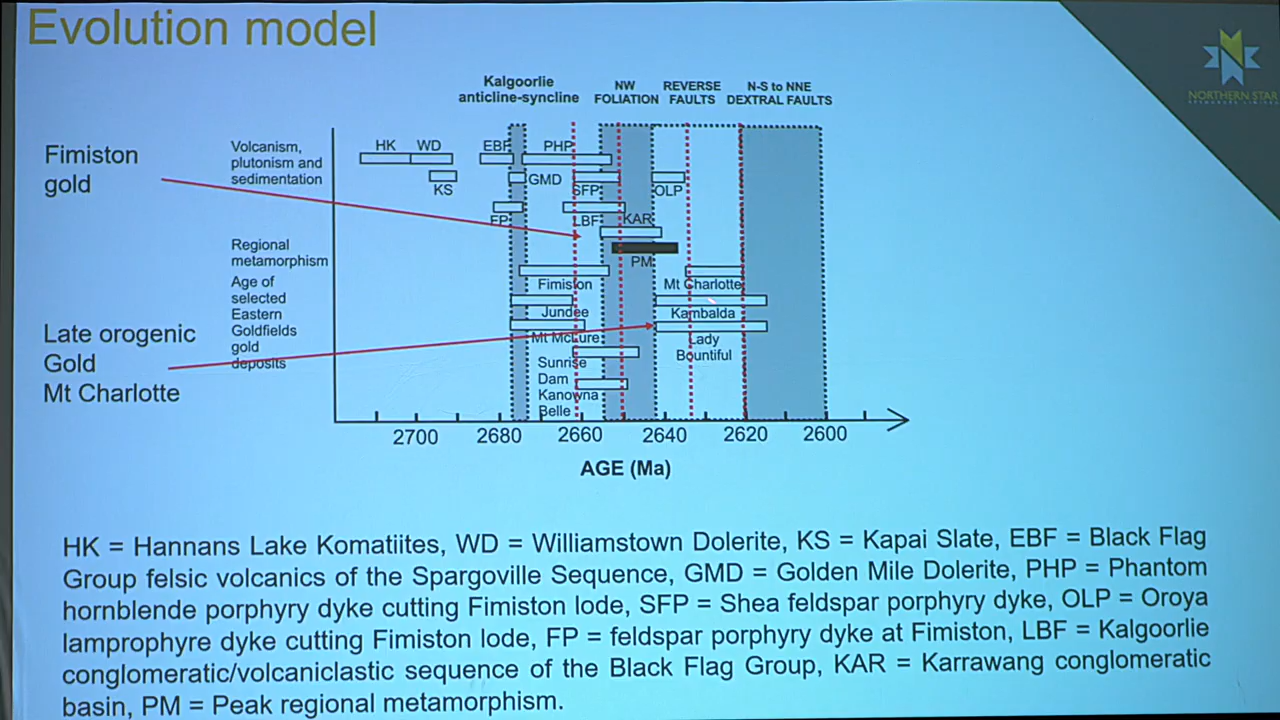 Evolution model
NORTHERN STAR
Kalgoorlie
anticline-syncline
NW
FOLIATION
REVERSE
FAULTS
N-S to NNE
DEXTRAL FAULTS
Fimiston
gold
Late orogenic
Gold
Mt Charlotte
Volcanism,
plutonism and
sedimentation
Regional
metamorphism
Age of
selected
Eastern
Goldfields
gold
deposits
HK
WD
KS
EBF
PHP
GMD
SFP
OLP
FP
LBF
KAR
PM
Fimiston
Mt Charlotte
Jundee
Kambalda
Mt McLure
Lady
Bountiful
Sunrise
Dam
Kanowna
Belle
2700
2680
2660
2640
2620
2600
AGE (Ma)
HK = Hannans Lake Komatiites, WD = Williamstown Dolerite, KS = Kapai Slate, EBF = Black Flag
Group felsic volcanics of the Spargoville Sequence, GMD = Golden Mile Dolerite, PHP = Phantom
hornblende porphyry dyke cutting Fimiston lode, SFP = Shea feldspar porphyry dyke, OLP = Oroya
lamprophyre dyke cutting Fimiston lode, FP = feldspar porphyry dyke at Fimiston, LBF = Kalgoorlie
conglomeratic/volcaniclastic sequence of the Black Flag Group, KAR = Karrawang conglomeratic
basin, PM = Peak regional metamorphism.